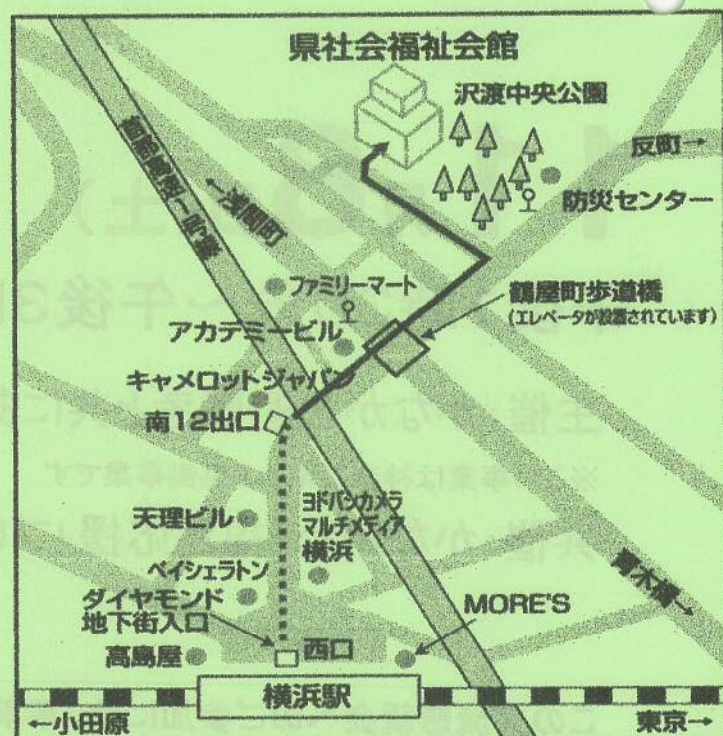 県社会福祉会館
沢渡中央公園
反町→
防災センター
首都高速一号線
←浅間町
ファミリーマート
鶴屋町歩道橋
(エレベータが設置されています)
アカデミービル
キャメロットジャパン
南12出口
天理ビル
ヨドバシカメラ
マルチメディア
横浜
ベイシェラトン
ダイヤモンド
地下街入口
MORE'S
青木橋→
高島屋
西口
横浜駅
←小田原
東京→